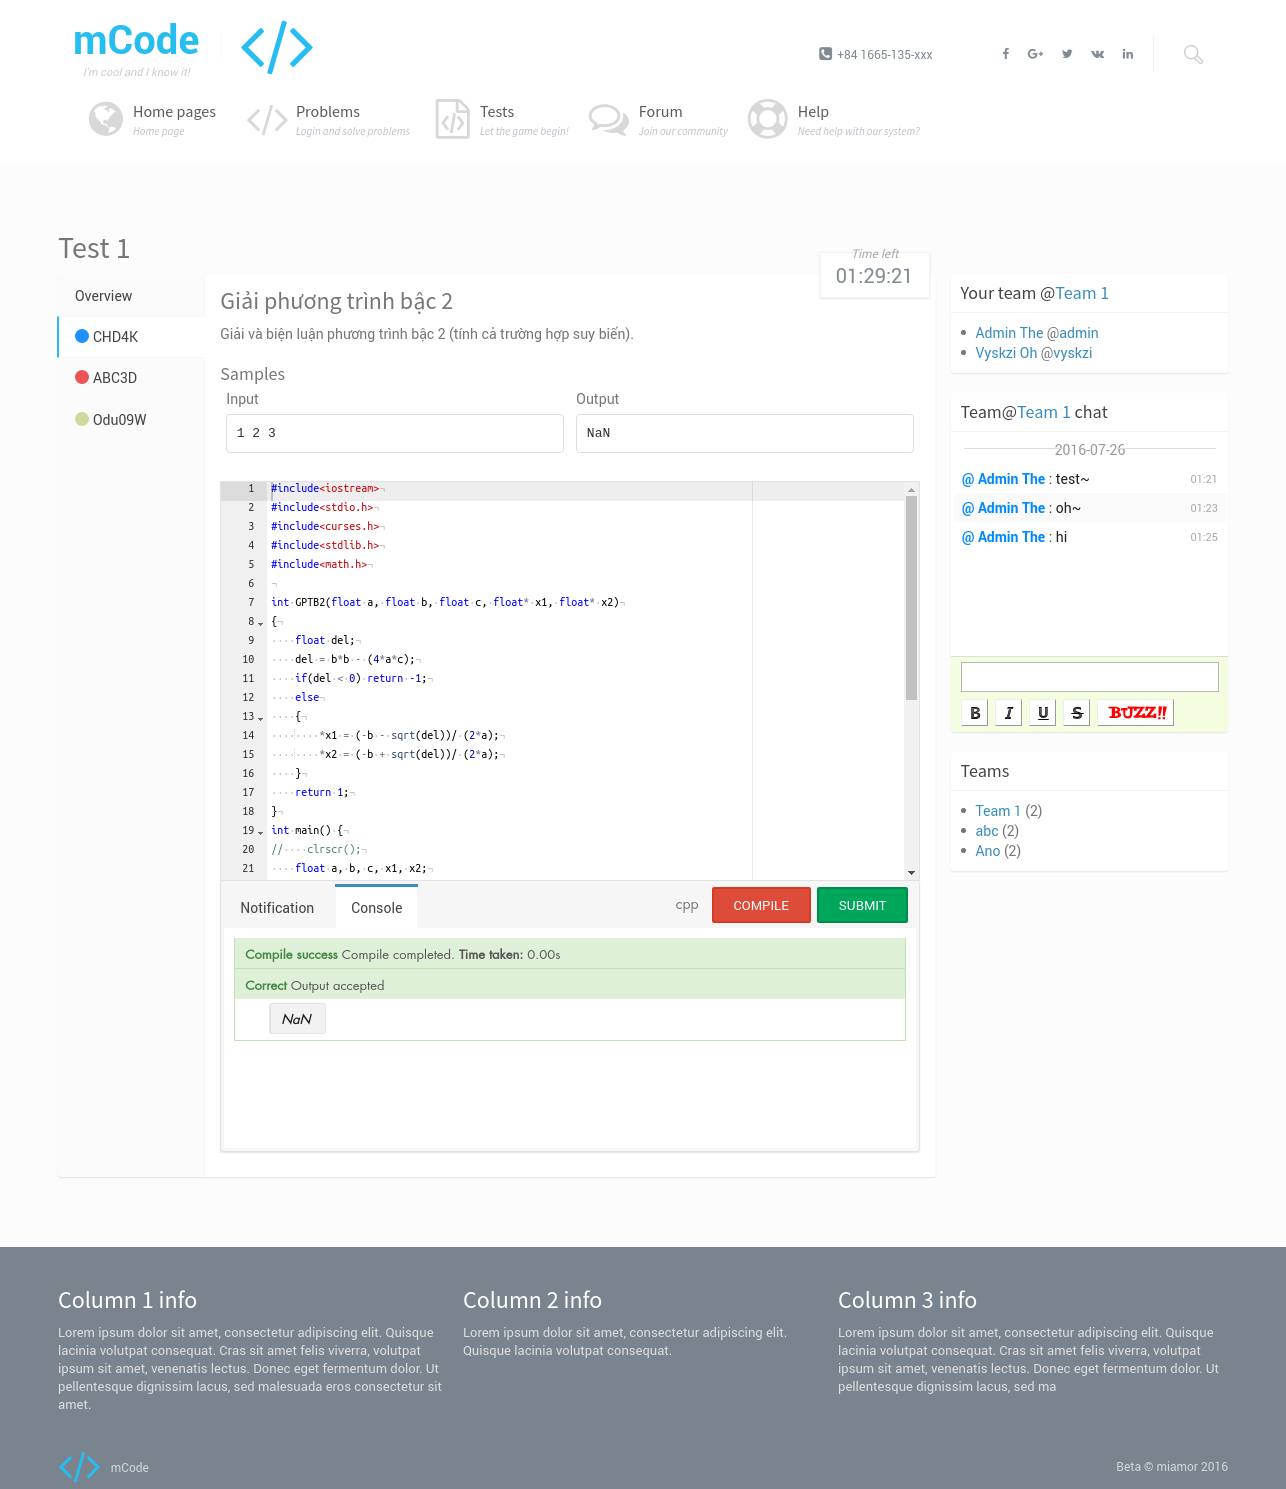 mCode
I'm cool and I know it!
+84 1665-135-xxx
Home pages
Home page
Problems
Login and solve problems
Tests
Let the game begin!
Forum
Join our community
Help
Need help with our system?
Test 1
Time left
01:29:21
Overview
CHD4K
ABC3D
Odu09W
Giải phương trình bậc 2
Giải và biện luận phương trình bậc 2 (tính cả trường hợp suy biến).
Samples
Input
Output
1 2 3
NaN
1 #include<iostream>¬
2 #include<stdio.h>¬
3 #include<curses.h>¬
4 #include<stdlib.h>¬
5 #include<math.h>¬
6 ¬
7 int·GPTB2(float·a,·float·b,·float·c,·float*·x1,·float*·x2)¬
8 {¬
9 ····float·del;¬
10 ····del·=·b*b·-·(4*a*c);¬
11 ····if(del·<·0)·return·-1;¬
12 ····else¬
13 ····{¬
14 ········*x1·=·(-b·-·sqrt(del))/·(2*a);¬
15 ········*x2·=·(-b·+·sqrt(del))/·(2*a);¬
16 ····}¬
17 ····return·1;¬
18 }¬
19 int·main()·{¬
20 //····clrscr();¬
21 ····float·a,·b,·c,·x1,·x2;¬
Notification
Console
cpp
COMPILE
SUBMIT
Compile success Compile completed. Time taken: 0.00s
Correct Output accepted
NaN
Your team @Team 1
Admin The @admin
Vyskzi Oh @vyskzi
Team@Team 1 chat
2016-07-26
@ Admin The : test~ 01:21
@ Admin The : oh~ 01:23
@ Admin The : hi 01:25
B I U S BUZZ!!
Teams
Team 1 (2)
abc (2)
Ano (2)
Column 1 info
Lorem ipsum dolor sit amet, consectetur adipiscing elit. Quisque
lacinia volutpat consequat. Cras sit amet felis viverra, volutpat
ipsum sit amet, venenatis lectus. Donec eget fermentum dolor. Ut
pellentesque dignissim lacus, sed malesuada eros consectetur sit
amet.
Column 2 info
Lorem ipsum dolor sit amet, consectetur adipiscing elit.
Quisque lacinia volutpat consequat.
Column 3 info
Lorem ipsum dolor sit amet, consectetur adipiscing elit. Quisque
lacinia volutpat consequat. Cras sit amet felis viverra, volutpat
ipsum sit amet, venenatis lectus. Donec eget fermentum dolor. Ut
pellentesque dignissim lacus, sed ma
mCode
Beta © miamor 2016